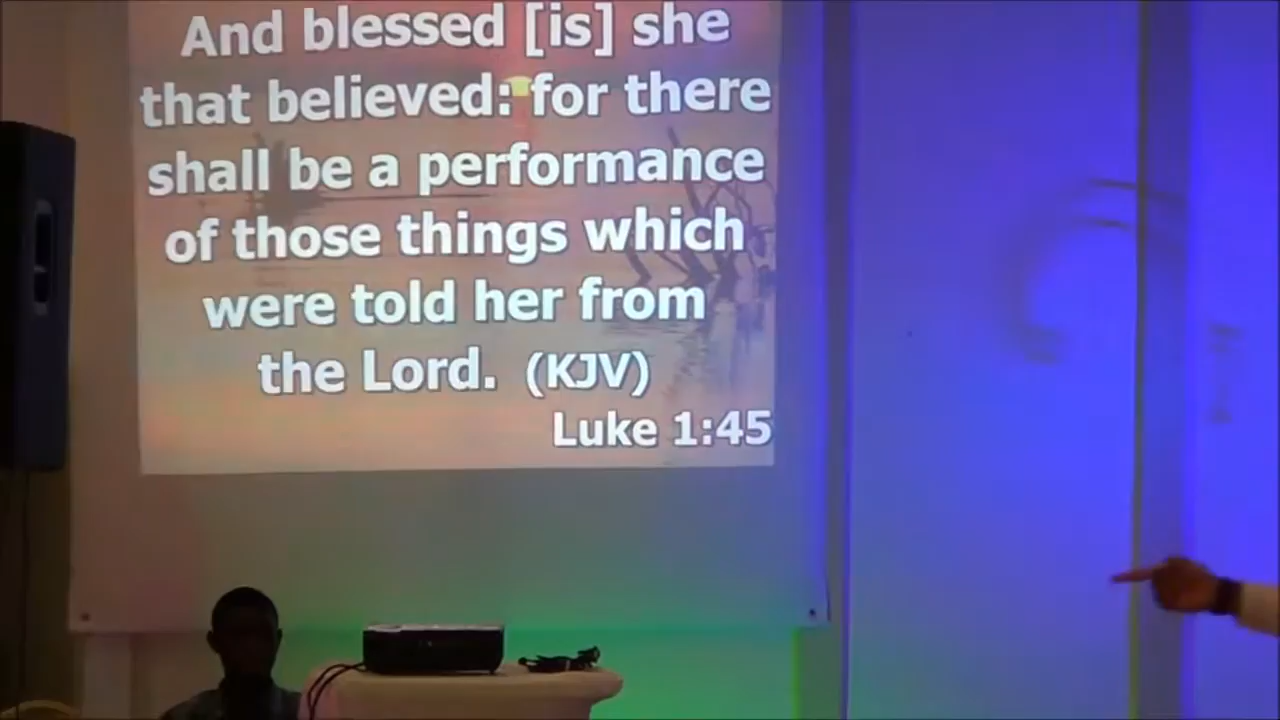 And blessed [is] she
that believed: for there
shall be a performance
of those things which
were told her from
the Lord. (KJV)
Luke 1:45